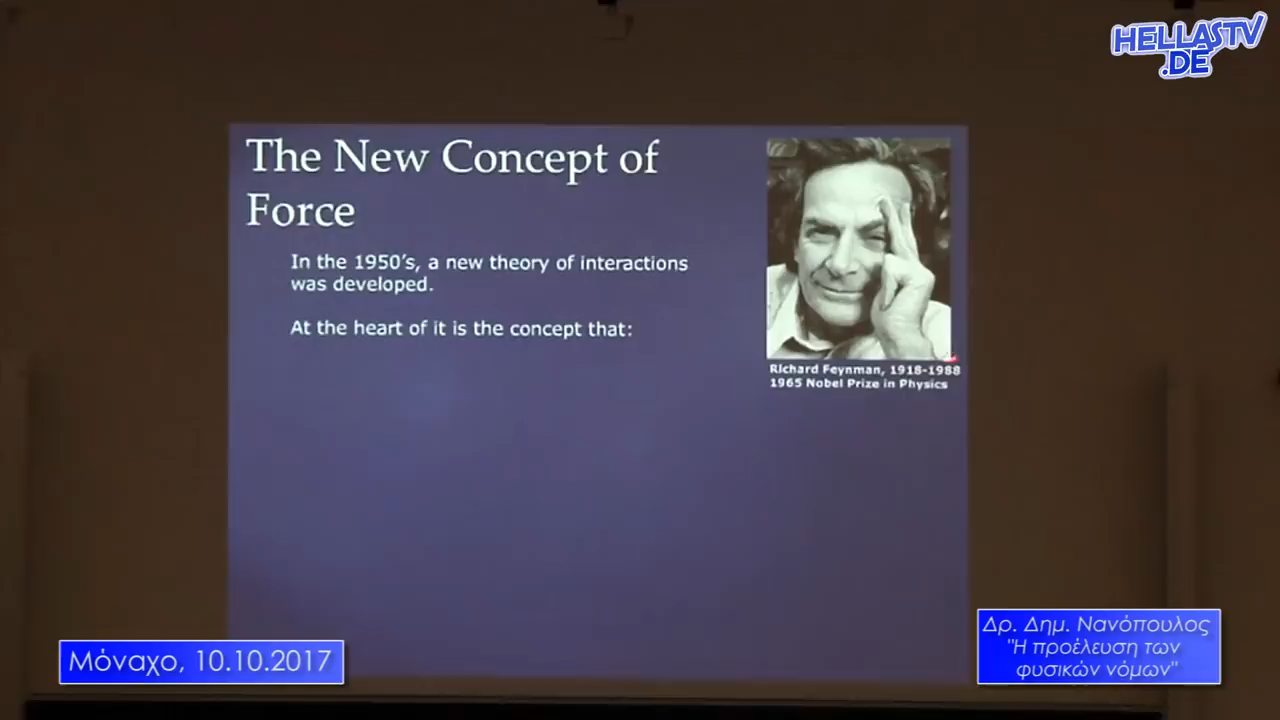 HELLASTV
.DE
The New Concept of
Force
In the 1950's, a new theory of interactions
was developed.
At the heart of it is the concept that:
Richard Feynman, 1918-1988
1965 Nobel Prize in Physics
Μόναχο, 10.10.2017
Δρ. Δημ. Νανόπουλος
"Η προέλευση των
φυσικών νόμων"